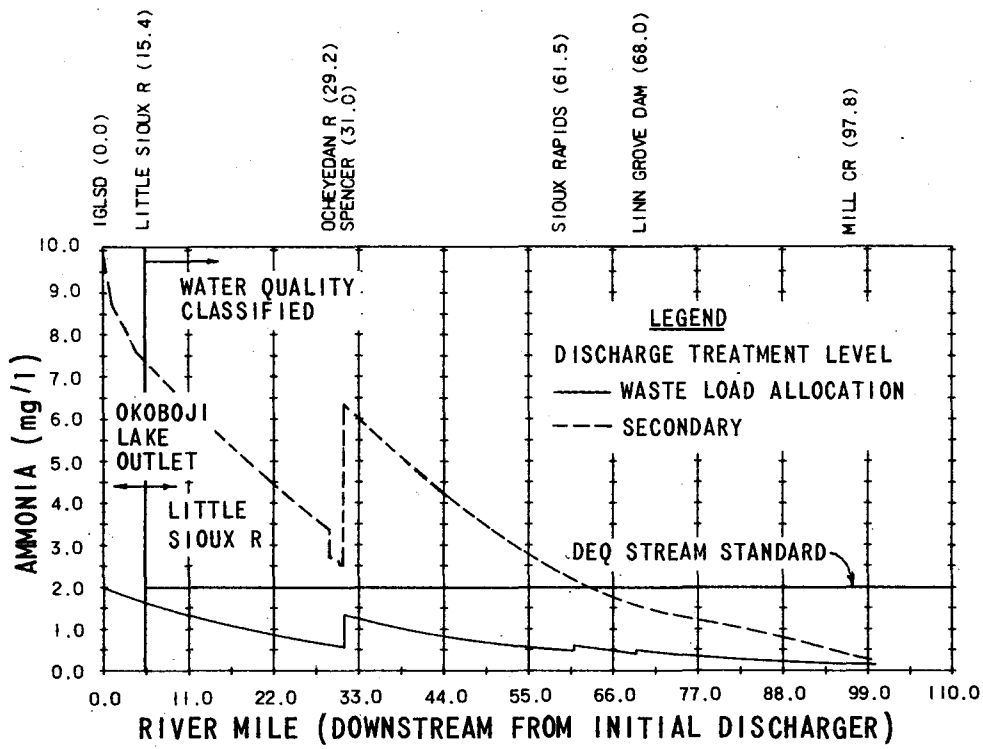 IGLSD (0.0)
LITTLE SIOUX R (15.4)
OCHEYEDAN R (29.2)
SPENCER (31.0)
SIOUX RAPIDS (61.5)
LINN GROVE DAM (68.0)
MILL CR (97.8)
10.0
9.0
8.0
7.0
6.0
5.0
4.0
3.0
2.0
1.0
0.0
AMMONIA (mg/l)
WATER QUALITY
CLASSIFIED
OKOBOJI
LAKE
OUTLET
LITTLE
SIOUX R
LEGEND
DISCHARGE TREATMENT LEVEL
WASTE LOAD ALLOCATION
SECONDARY
DEQ STREAM STANDARD
0.0 11.0 22.0 33.0 44.0 55.0 66.0 77.0 88.0 99.0 110.0
RIVER MILE (DOWNSTREAM FROM INITIAL DISCHARGER)